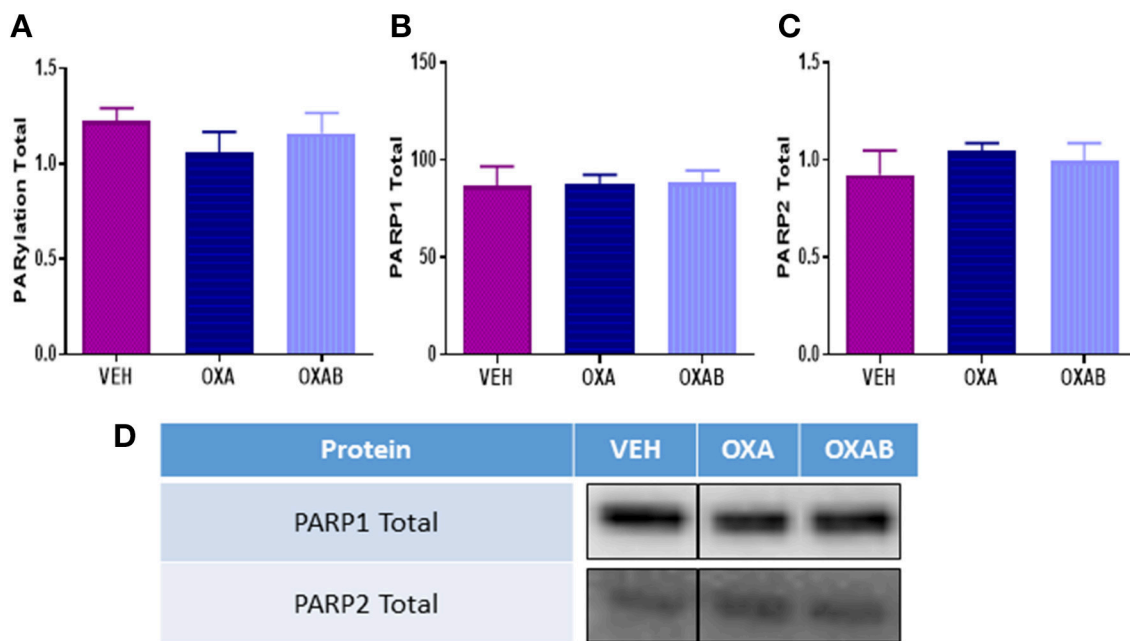 A
B
C
PARylation Total
1.5
1.0
0.5
0.0
VEH OXA OXAB
PARP1 Total
150
100
50
0
VEH OXA OXAB
PARP2 Total
1.5
1.0
0.5
0.0
VEH OXA OXAB
D
Protein VEH OXA OXAB
PARP1 Total
PARP2 Total